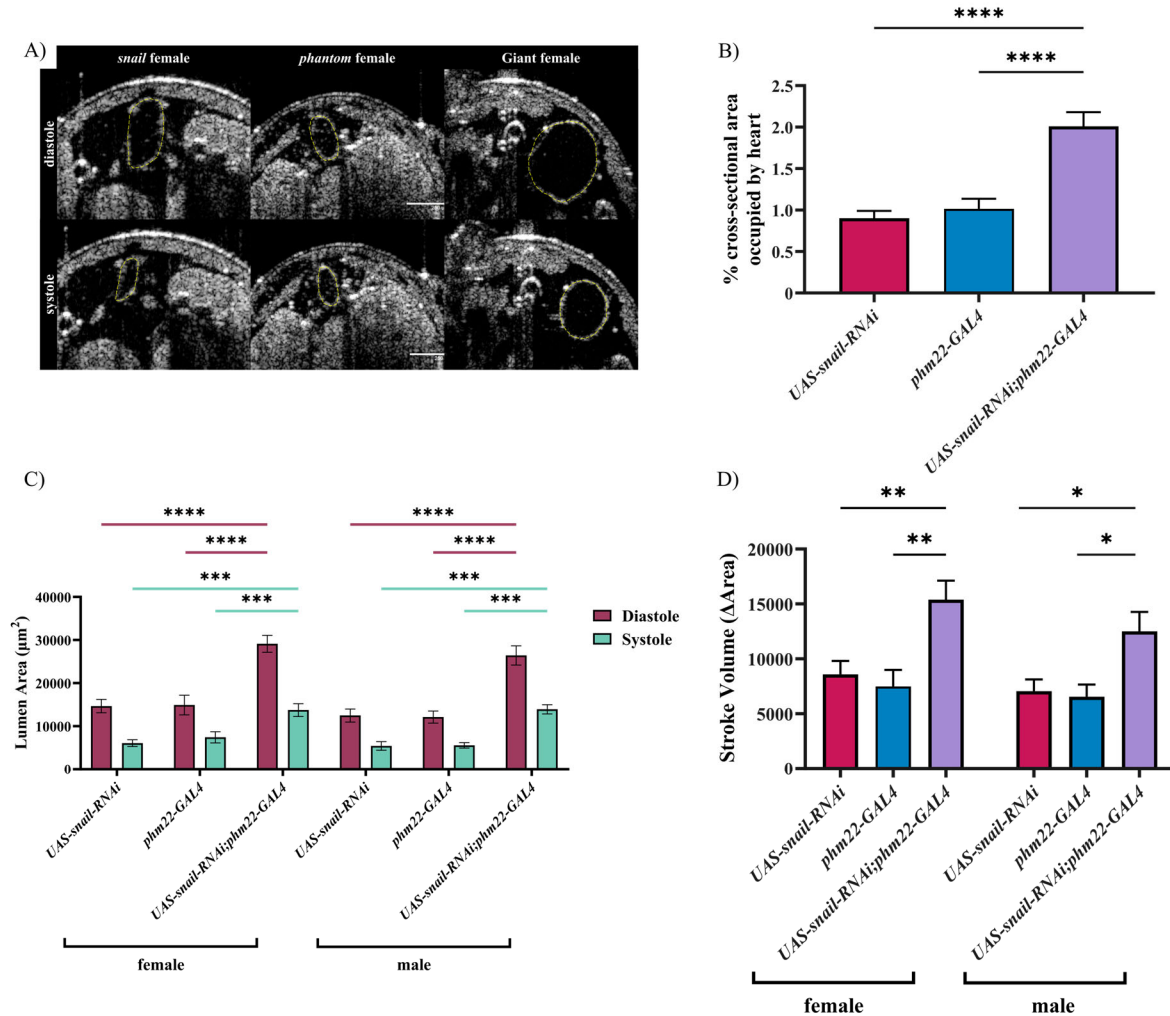 A)
snail female
phantom female
Giant female
diastole
systole
B)
****
****
% cross-sectional area
occupied by heart
2.5
2.0
1.5
1.0
0.5
0
UAS-snail-RNAi
phm22-GAL4
UAS-snail-RNAi;phm22-GAL4
C)
****
****
****
****
***
***
***
***
Lumen Area (µm²)
40000
30000
20000
10000
0
Diastole
Systole
UAS-snail-RNAi
phm22-GAL4
UAS-snail-RNAi;phm22-GAL4
UAS-snail-RNAi
phm22-GAL4
UAS-snail-RNAi;phm22-GAL4
female
male
D)
**
*
**
*
Stroke Volume (ΔArea)
20000
15000
10000
5000
0
UAS-snail-RNAi
phm22-GAL4
UAS-snail-RNAi;phm22-GAL4
UAS-snail-RNAi
phm22-GAL4
UAS-snail-RNAi;phm22-GAL4
female
male